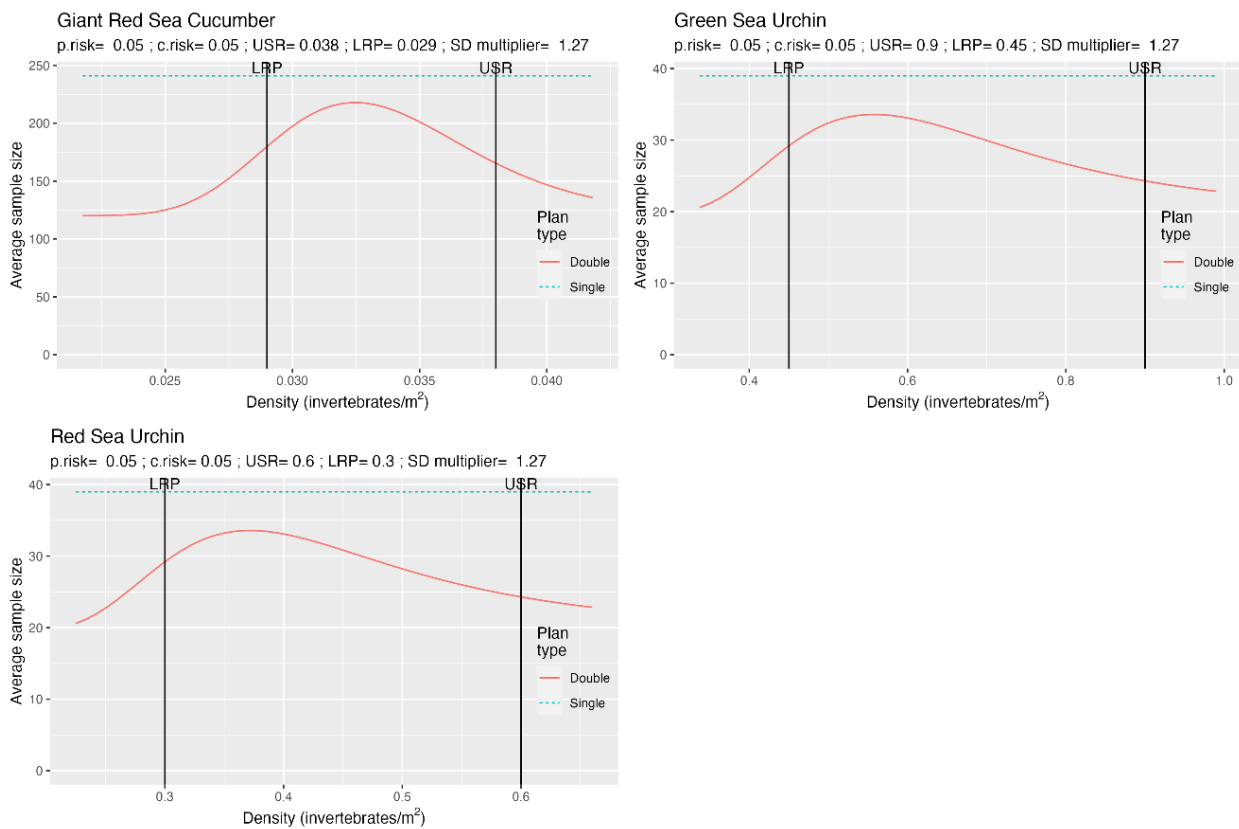 Giant Red Sea Cucumber
p.risk= 0.05 ; c.risk= 0.05 ; USR= 0.038 ; LRP= 0.029 ; SD multiplier= 1.27
LRP
USR
250
200
150
100
50
0
Average sample size
Plan
type
Double
Single
0.025
0.030
0.035
0.040
Density (invertebrates/m²)
Green Sea Urchin
p.risk= 0.05 ; c.risk= 0.05 ; USR= 0.9 ; LRP= 0.45 ; SD multiplier= 1.27
LRP
USR
40
30
20
10
0
Average sample size
Plan
type
Double
Single
0.4
0.6
0.8
1.0
Density (invertebrates/m²)
Red Sea Urchin
p.risk= 0.05 ; c.risk= 0.05 ; USR= 0.6 ; LRP= 0.3 ; SD multiplier= 1.27
LRP
USR
40
30
20
10
0
Average sample size
Plan
type
Double
Single
0.3
0.4
0.5
0.6
Density (invertebrates/m²)